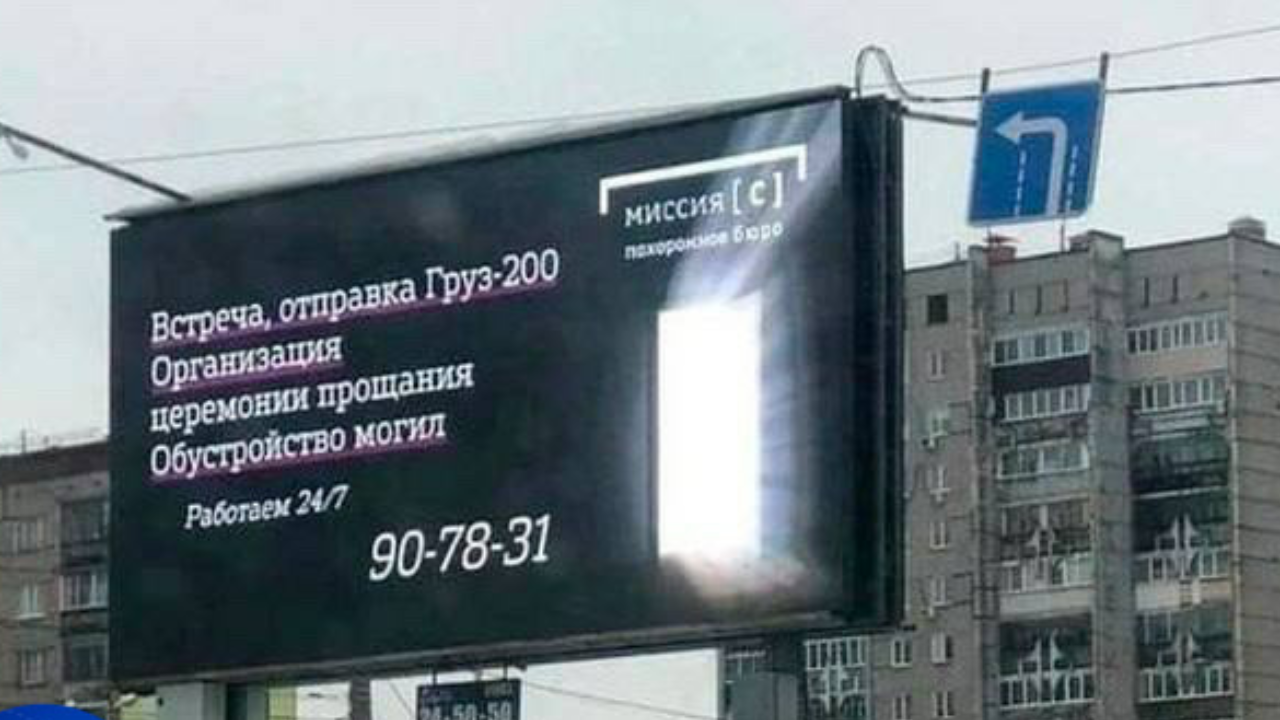 миссия [ С ]
похоронное бюро
Встреча, отправка Груз-200
Организация
церемонии прощания
Обустройство могил
Работаем 24/7
90-78-31